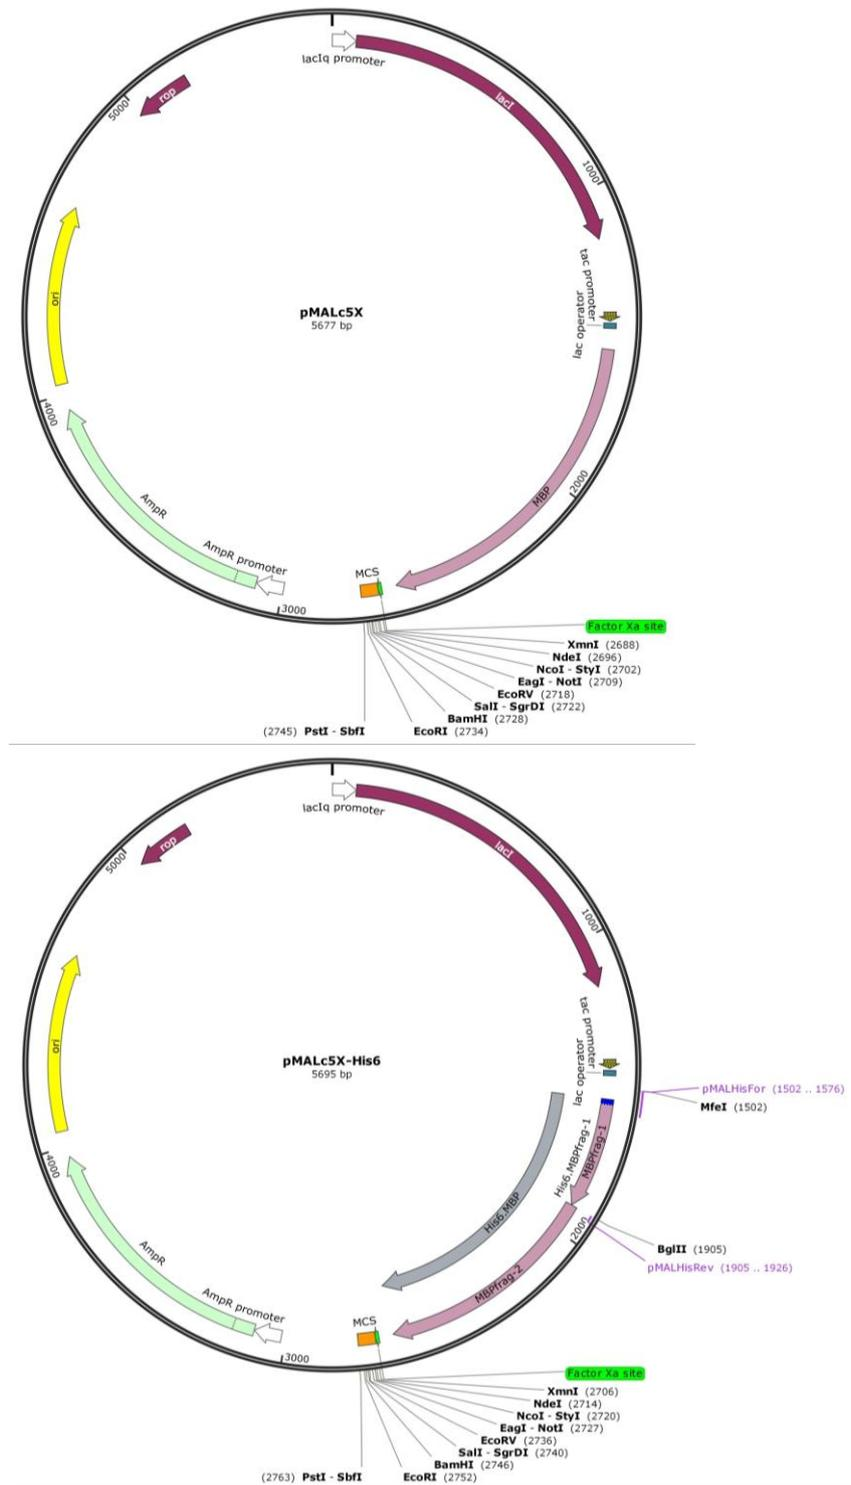 lacIq promoter
lacI
rop
5000
1000
tac promoter
lac operator
ori
pMALc5X
5677 bp
4000
AmpR
AmpR promoter
MBP
2000
MCS
3000
Factor Xa site
XmnI (2688)
NdeI (2696)
NcoI - StyI (2702)
EagI - NotI (2709)
EcoRV (2718)
SalI - SgrDI (2722)
BamHI (2728)
(2745) PstI - SbfI
EcoRI (2734)
lacIq promoter
lacI
rop
5000
1000
tac promoter
lac operator
ori
pMALc5X-His6
5695 bp
pMALHisFor (1502 .. 1576)
MfeI (1502)
His6.MBPfrag-1
MBPfrag-1
His6.MBP
2000
BglII (1905)
pMALHisRev (1905 .. 1926)
MBPfrag-2
4000
AmpR
AmpR promoter
MCS
3000
Factor Xa site
XmnI (2706)
NdeI (2714)
NcoI - StyI (2720)
EagI - NotI (2727)
EcoRV (2736)
SalI - SgrDI (2740)
BamHI (2746)
(2763) PstI - SbfI
EcoRI (2752)